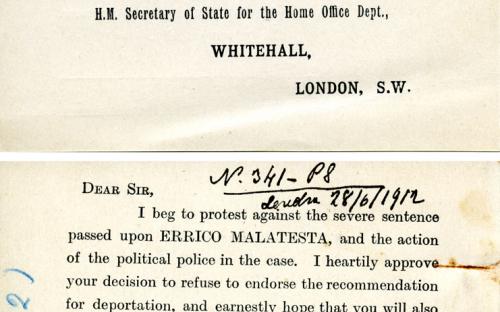 H.M. Secretary of State for the Home Office Dept.,
WHITEHALL,
LONDON, S.W.
N. 341 - PS
Londra 28/6/1912
DEAR SIR,
I beg to protest against the severe sentence
passed upon ERRICO MALATESTA, and the action
of the political police in the case. I heartily approve
your decision to refuse to endorse the recommendation
for deportation, and earnestly hope that you will also
2)